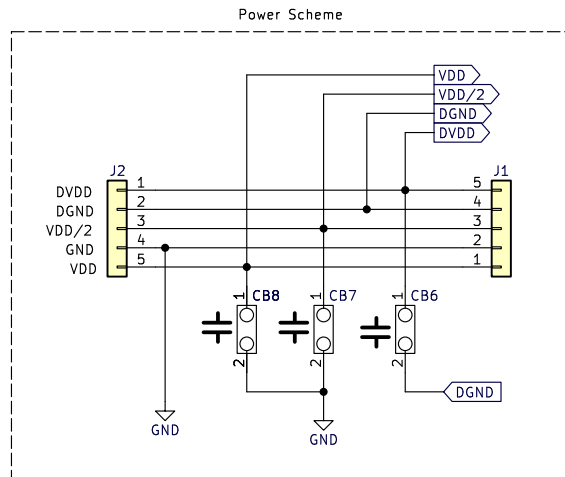 Power Scheme
VDD
VDD/2
DGND
DVDD
J2
J1
DVDD 1 5
DGND 2 4
VDD/2 3 3
GND 4 2
VDD 5 1
1 CB8 1 CB7 1 CB6
2 2 2
DGND
GND
GND